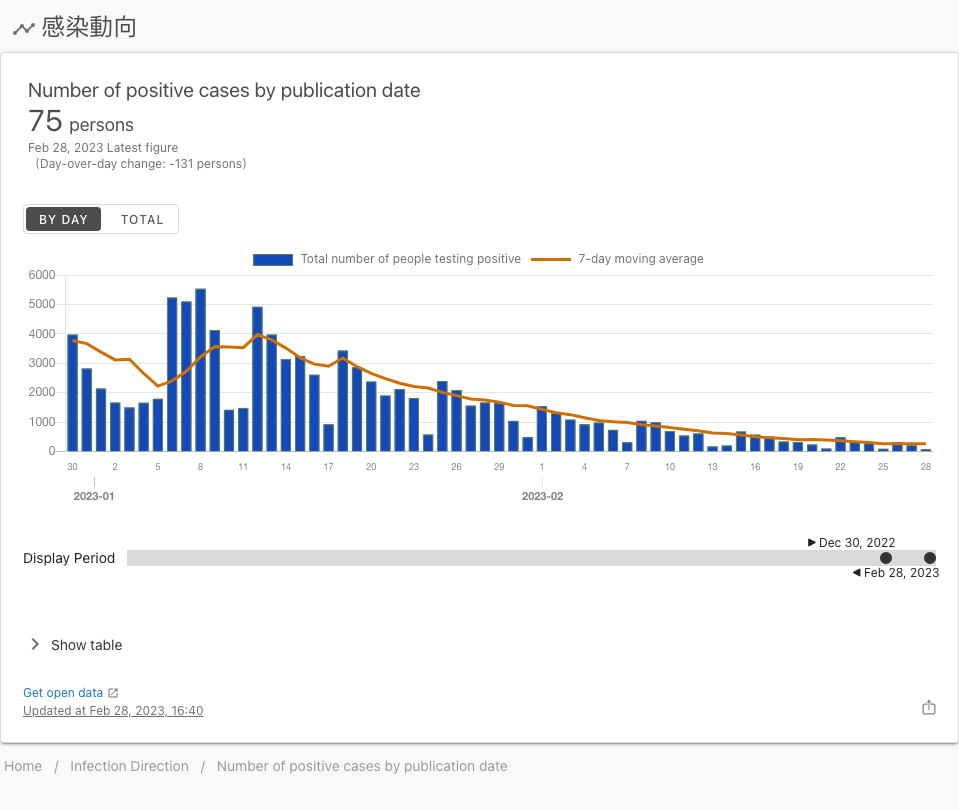 感染動向
Number of positive cases by publication date
75 persons
Feb 28, 2023 Latest figure
(Day-over-day change: -131 persons)
BY DAY TOTAL
Total number of people testing positive 7-day moving average
6000
5000
4000
3000
2000
1000
0
30 2 5 8 11 14 17 20 23 26 29 1 4 7 10 13 16 19 22 25 28
2023-01 2023-02
Dec 30, 2022
Display Period
Feb 28, 2023
Show table
Get open data
Updated at Feb 28, 2023, 16:40
Home / Infection Direction / Number of positive cases by publication date